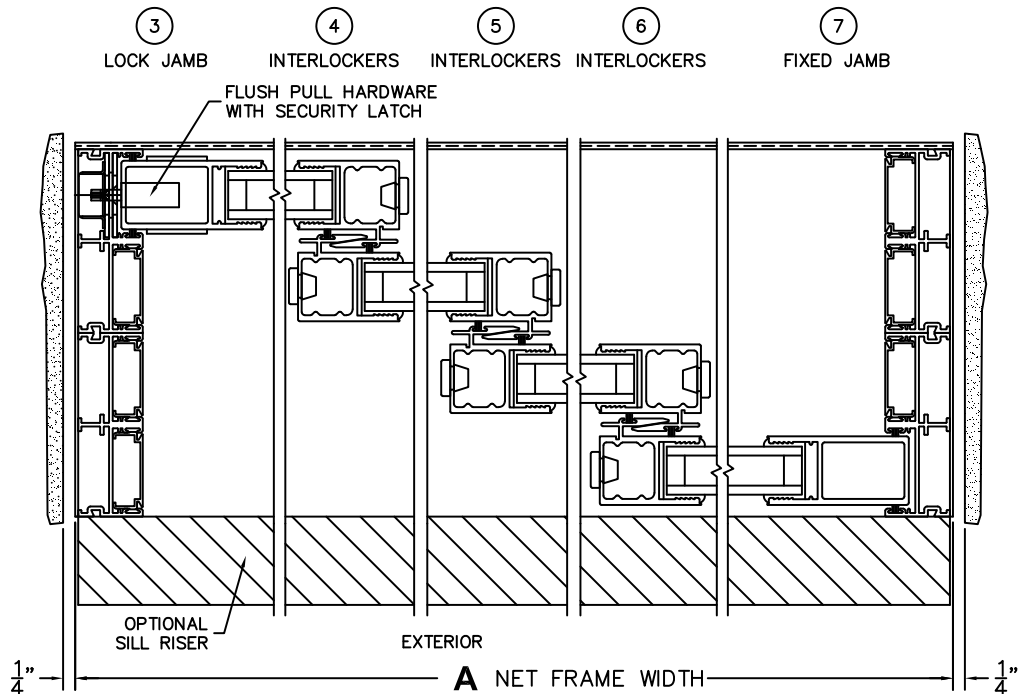 3 4 5 6 7
LOCK JAMB INTERLOCKERS INTERLOCKERS INTERLOCKERS FIXED JAMB
FLUSH PULL HARDWARE
WITH SECURITY LATCH
OPTIONAL
SILL RISER
EXTERIOR
1/4" A NET FRAME WIDTH 1/4"